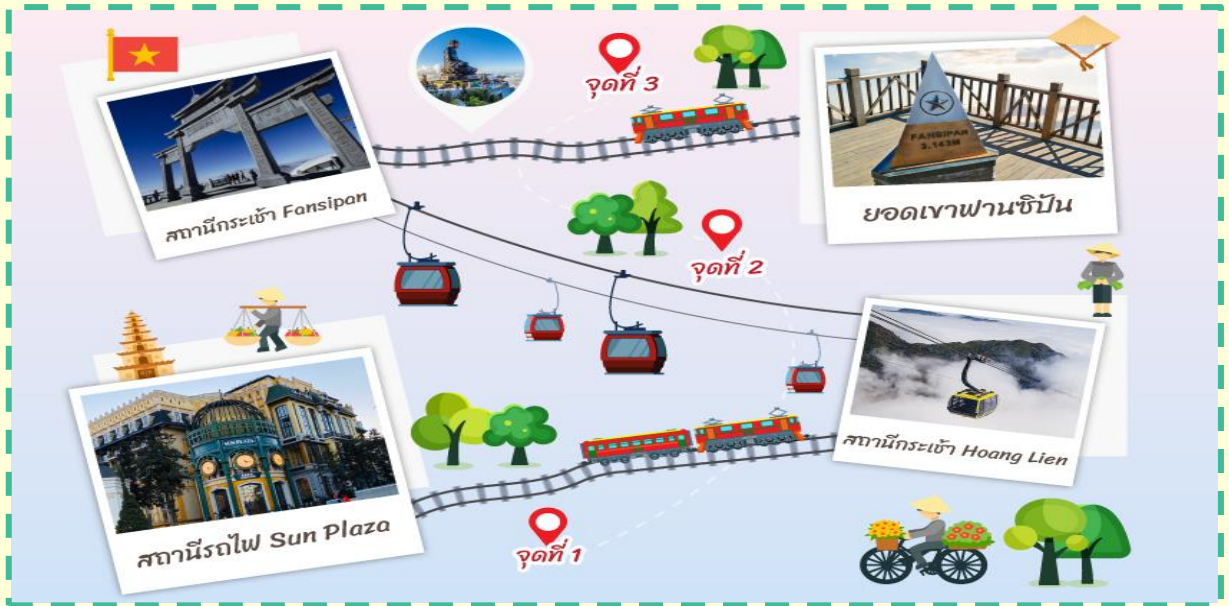 จุดที่ 3
สถานีกระเช้า Fansipan
FANSIPAN
3.143M
ยอดเขาฟานซิปัน
จุดที่ 2
สถานีกระเช้า Hoang Lien
สถานีรถไฟ Sun Plaza
จุดที่ 1